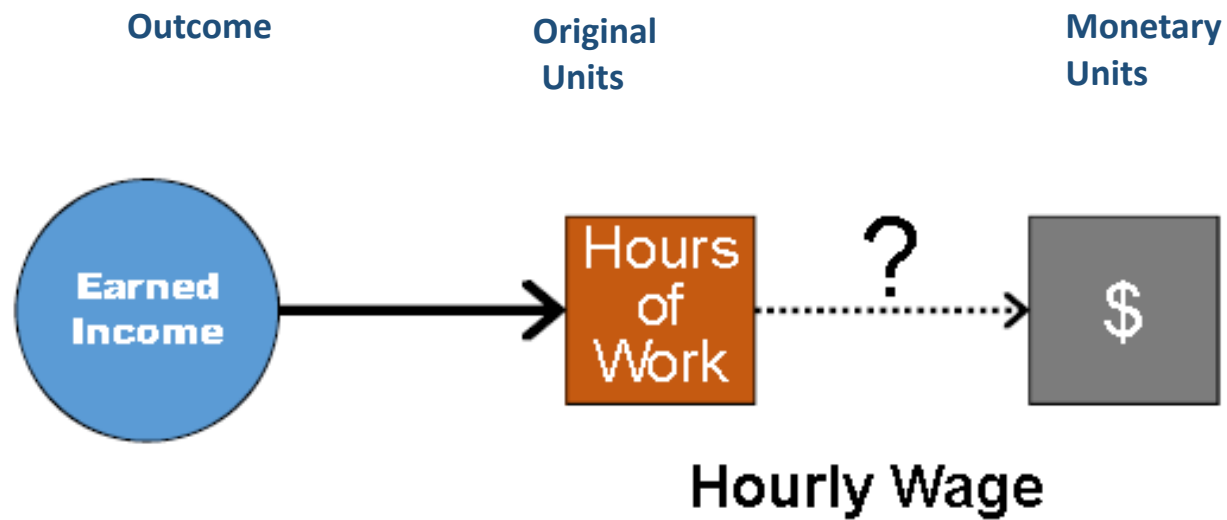 Outcome
Original
Units
Monetary
Units
Earned
Income
Hours
of
Work
?
$
Hourly Wage